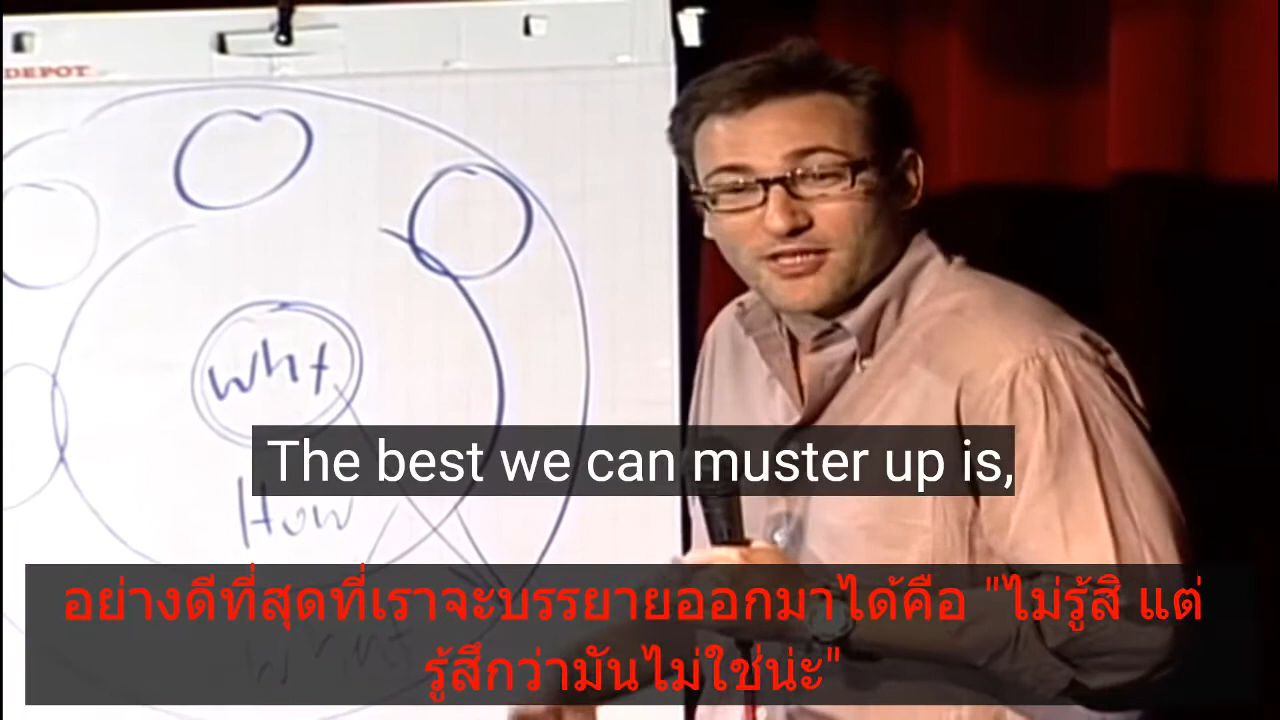 DEPOT
WHY
How
The best we can muster up is,
อย่างดีที่สุดที่เราจะบรรยายออกมาได้คือ "ไม่รู้สิ แต่
รู้สึกว่ามันไม่ใช่น่ะ"